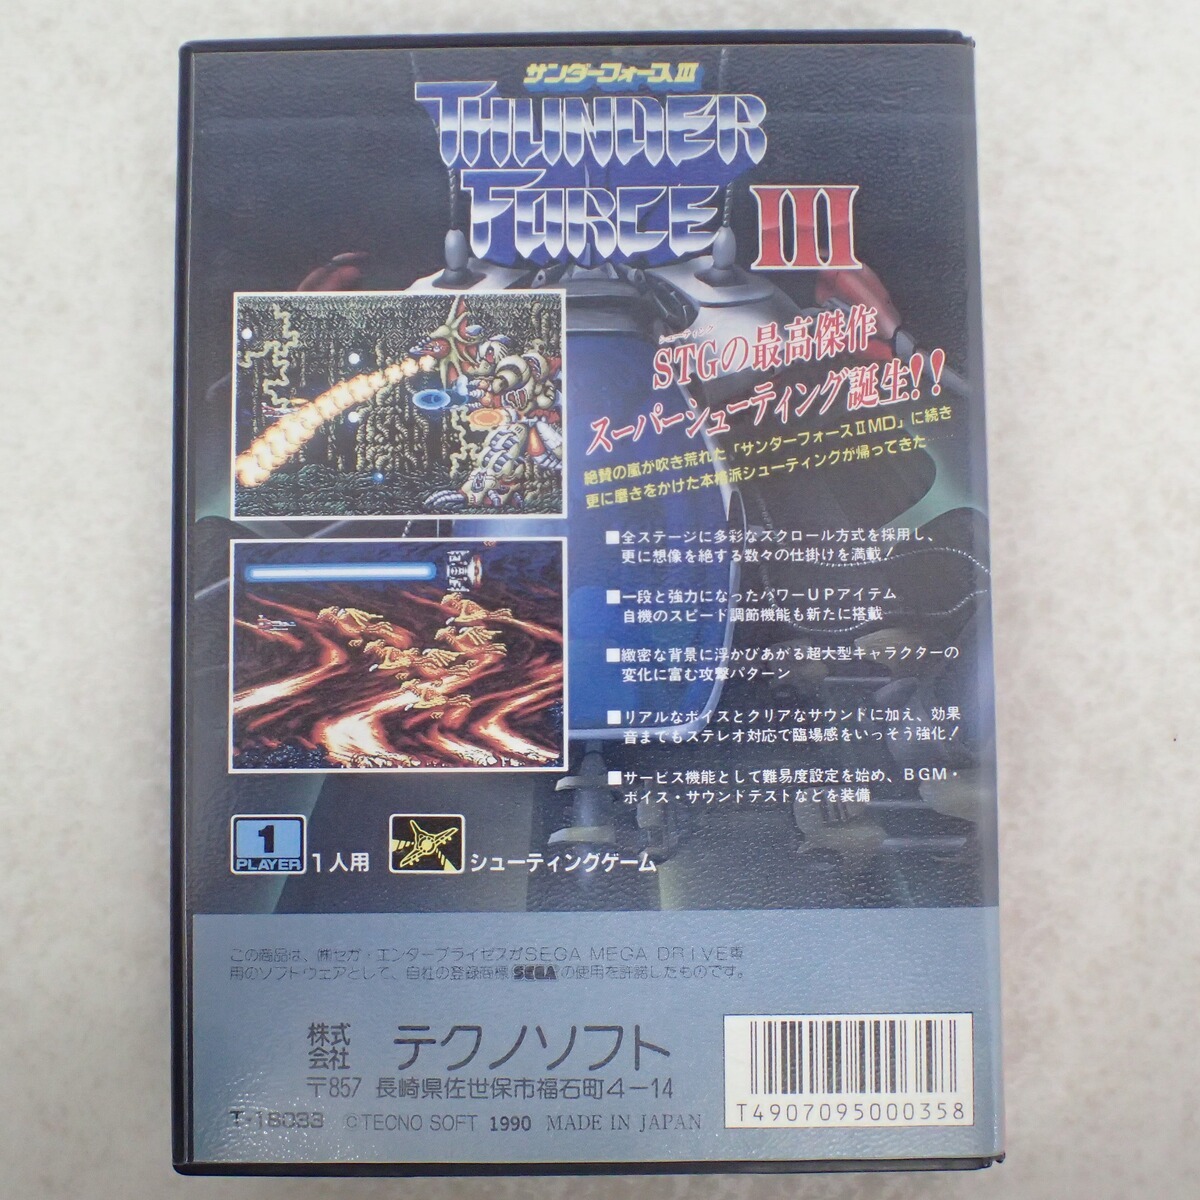 サンダーフォースIII
THUNDER
FORCE III
シューティング
STGの最高傑作
スーパーシューティング誕生!!
絶賛の嵐が吹き荒れた「サンダーフォースIIMD」に続き
更に磨きをかけた本格派シューティングが帰ってきた
■全ステージに多彩なスクロール方式を採用し、
更に想像を絶する数々の仕掛けを満載!
■一段と強力になったパワーUPアイテム
自機のスピード調節機能も新たに搭載
■緻密な背景に浮かびあがる超大型キャラクターの
変化に富む攻撃パターン
■リアルなボイスとクリアなサウンドに加え、効果
音までもステレオ対応で臨場感をいっそう強化!
■サービス機能として難易度設定を始め、BGM・
ボイス・サウンドテストなどを装備
1
PLAYER 1人用 シューティングゲーム
この商品は、㈱セガ・エンタープライゼスがSEGA MEGA DRIVE専
用のソフトウェアとして、自社の登録商標SEGAの使用を許諾したものです。
株式会社 テクノソフト
〒857 長崎県佐世保市福石町4-14
T-18033 ©TECNO SOFT 1990 MADE IN JAPAN
T4907095000358